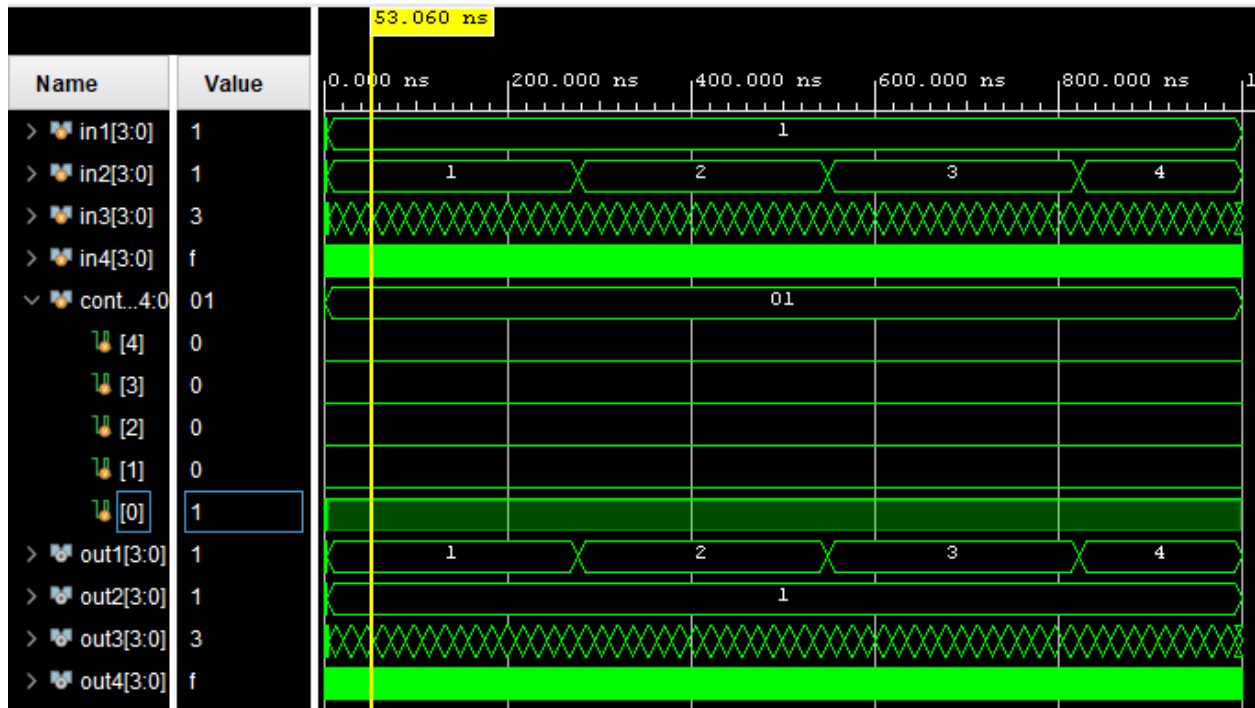 53.060 ns
Name Value 0.000 ns 200.000 ns 400.000 ns 600.000 ns 800.000 ns 1
in1[3:0] 1 1
in2[3:0] 1 1 2 3 4
in3[3:0] 3
in4[3:0] f
cont...4:0 01 01
[4] 0
[3] 0
[2] 0
[1] 0
[0] 1
out1[3:0] 1 1 2 3 4
out2[3:0] 1 1
out3[3:0] 3
out4[3:0] f